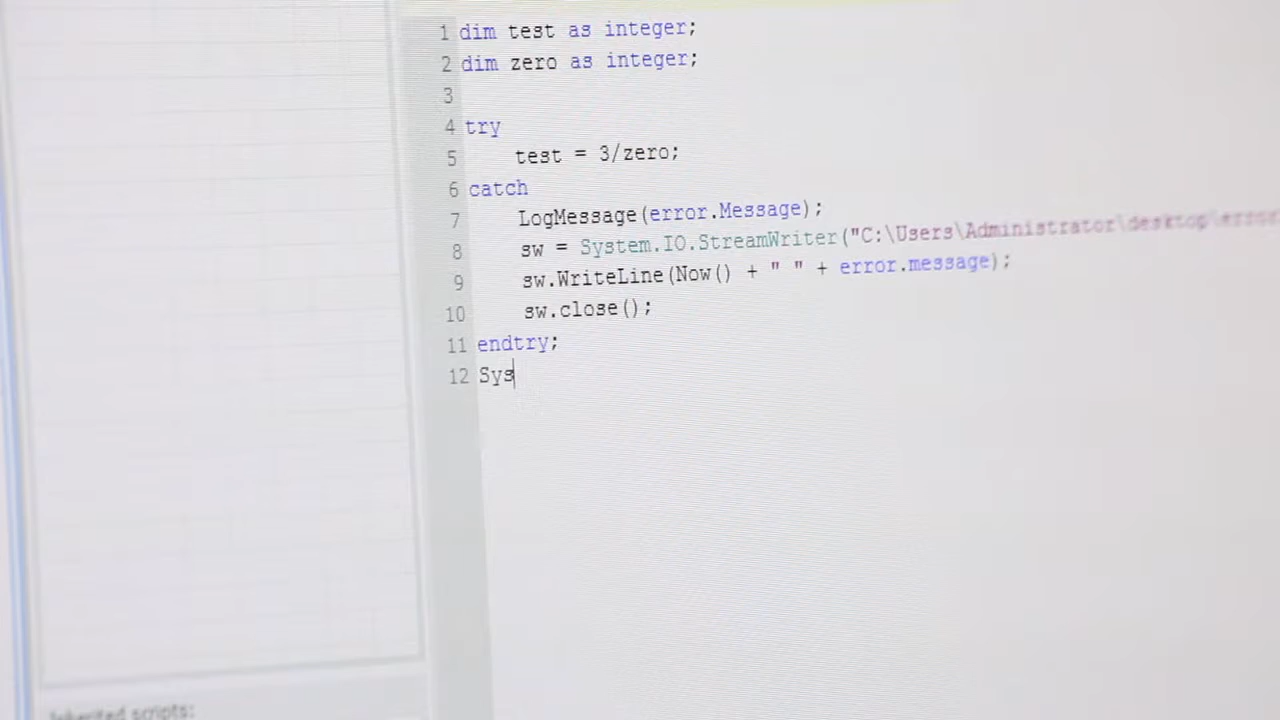 1 dim test as integer;
2 dim zero as integer;
3
4 try
5 test = 3/zero;
6 catch
7 LogMessage(error.Message);
8 sw = System.IO.StreamWriter("C:\Users\Administrator\desktop\error
9 sw.WriteLine(Now() + " " + error.message);
10 sw.close();
11 endtry;
12 Sys
Inherited scripts: